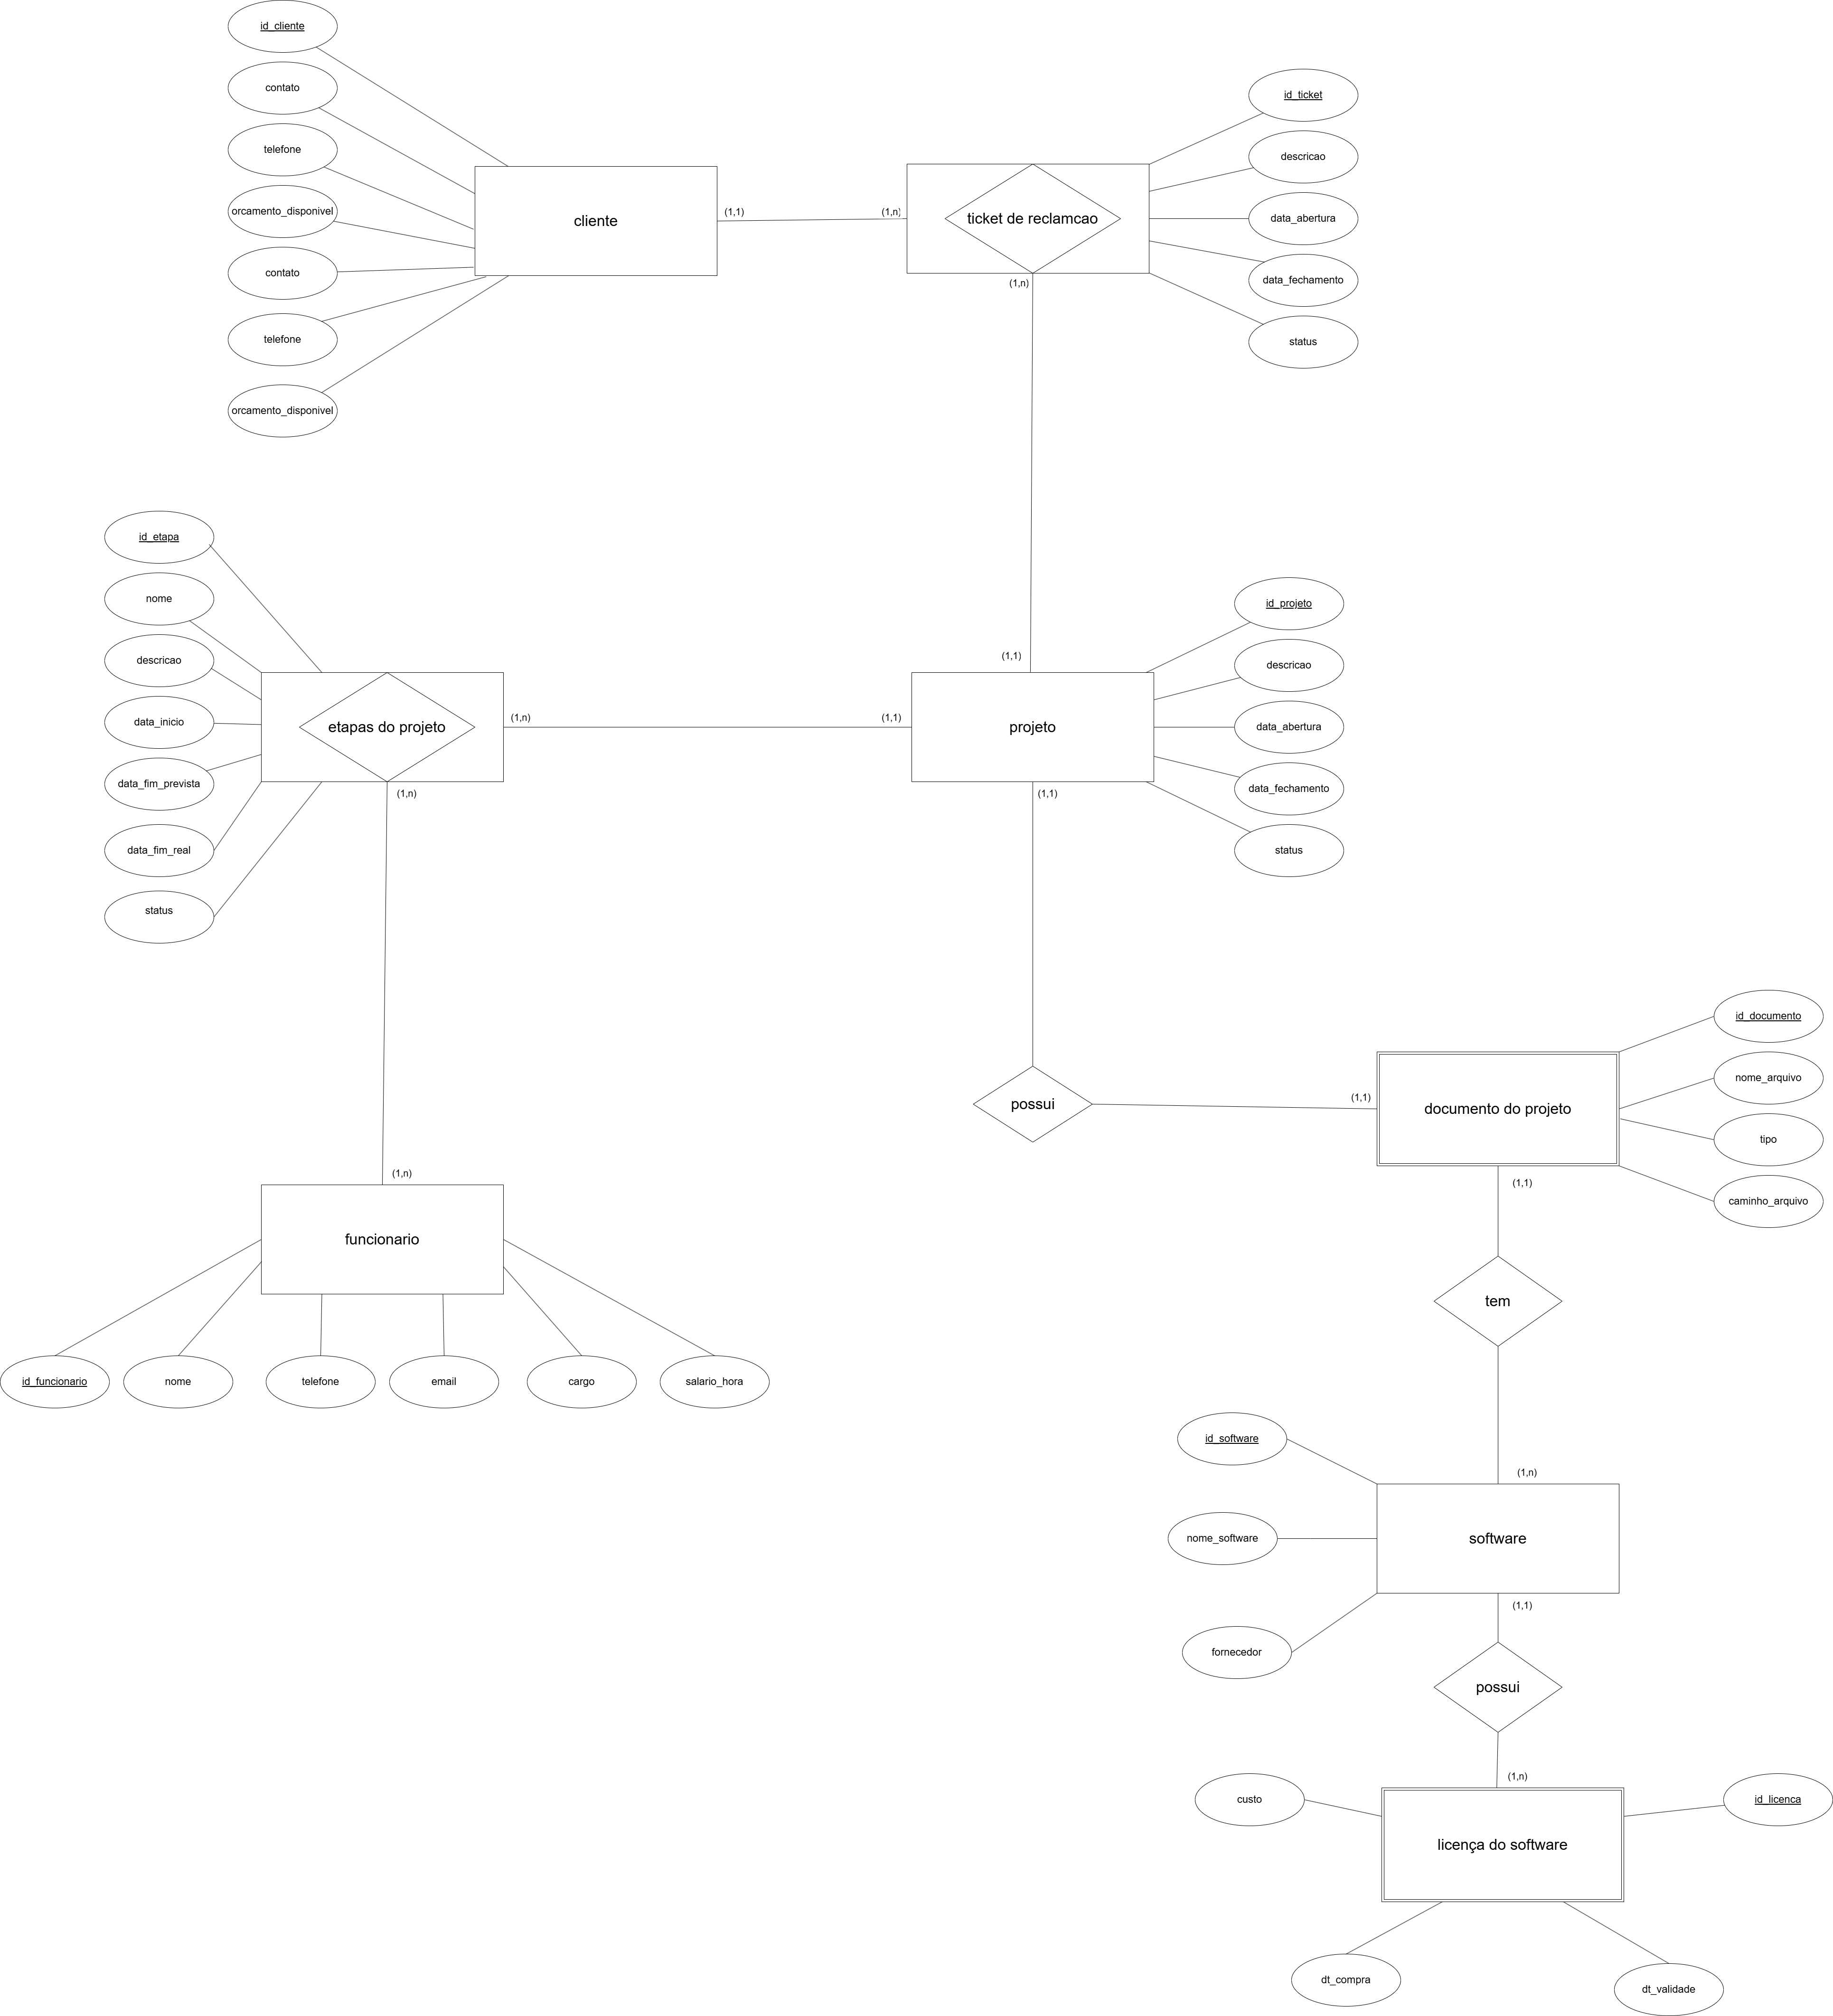 id_cliente
contato
telefone
orcamento_disponivel
contato
telefone
orcamento_disponivel
cliente
(1,1)
(1,n)
ticket de reclamcao
(1,n)
id_ticket
descricao
data_abertura
data_fechamento
status
id_etapa
nome
descricao
data_inicio
data_fim_prevista
data_fim_real
status
etapas do projeto
(1,n)
(1,n)
(1,1)
(1,1)
projeto
(1,1)
id_projeto
descricao
data_abertura
data_fechamento
status
possui
(1,1)
documento do projeto
(1,1)
id_documento
nome_arquivo
tipo
caminho_arquivo
(1,n)
funcionario
id_funcionario
nome
telefone
email
cargo
salario_hora
tem
(1,n)
id_software
nome_software
fornecedor
software
(1,1)
possui
(1,n)
custo
licença do software
id_licenca
dt_compra
dt_validade